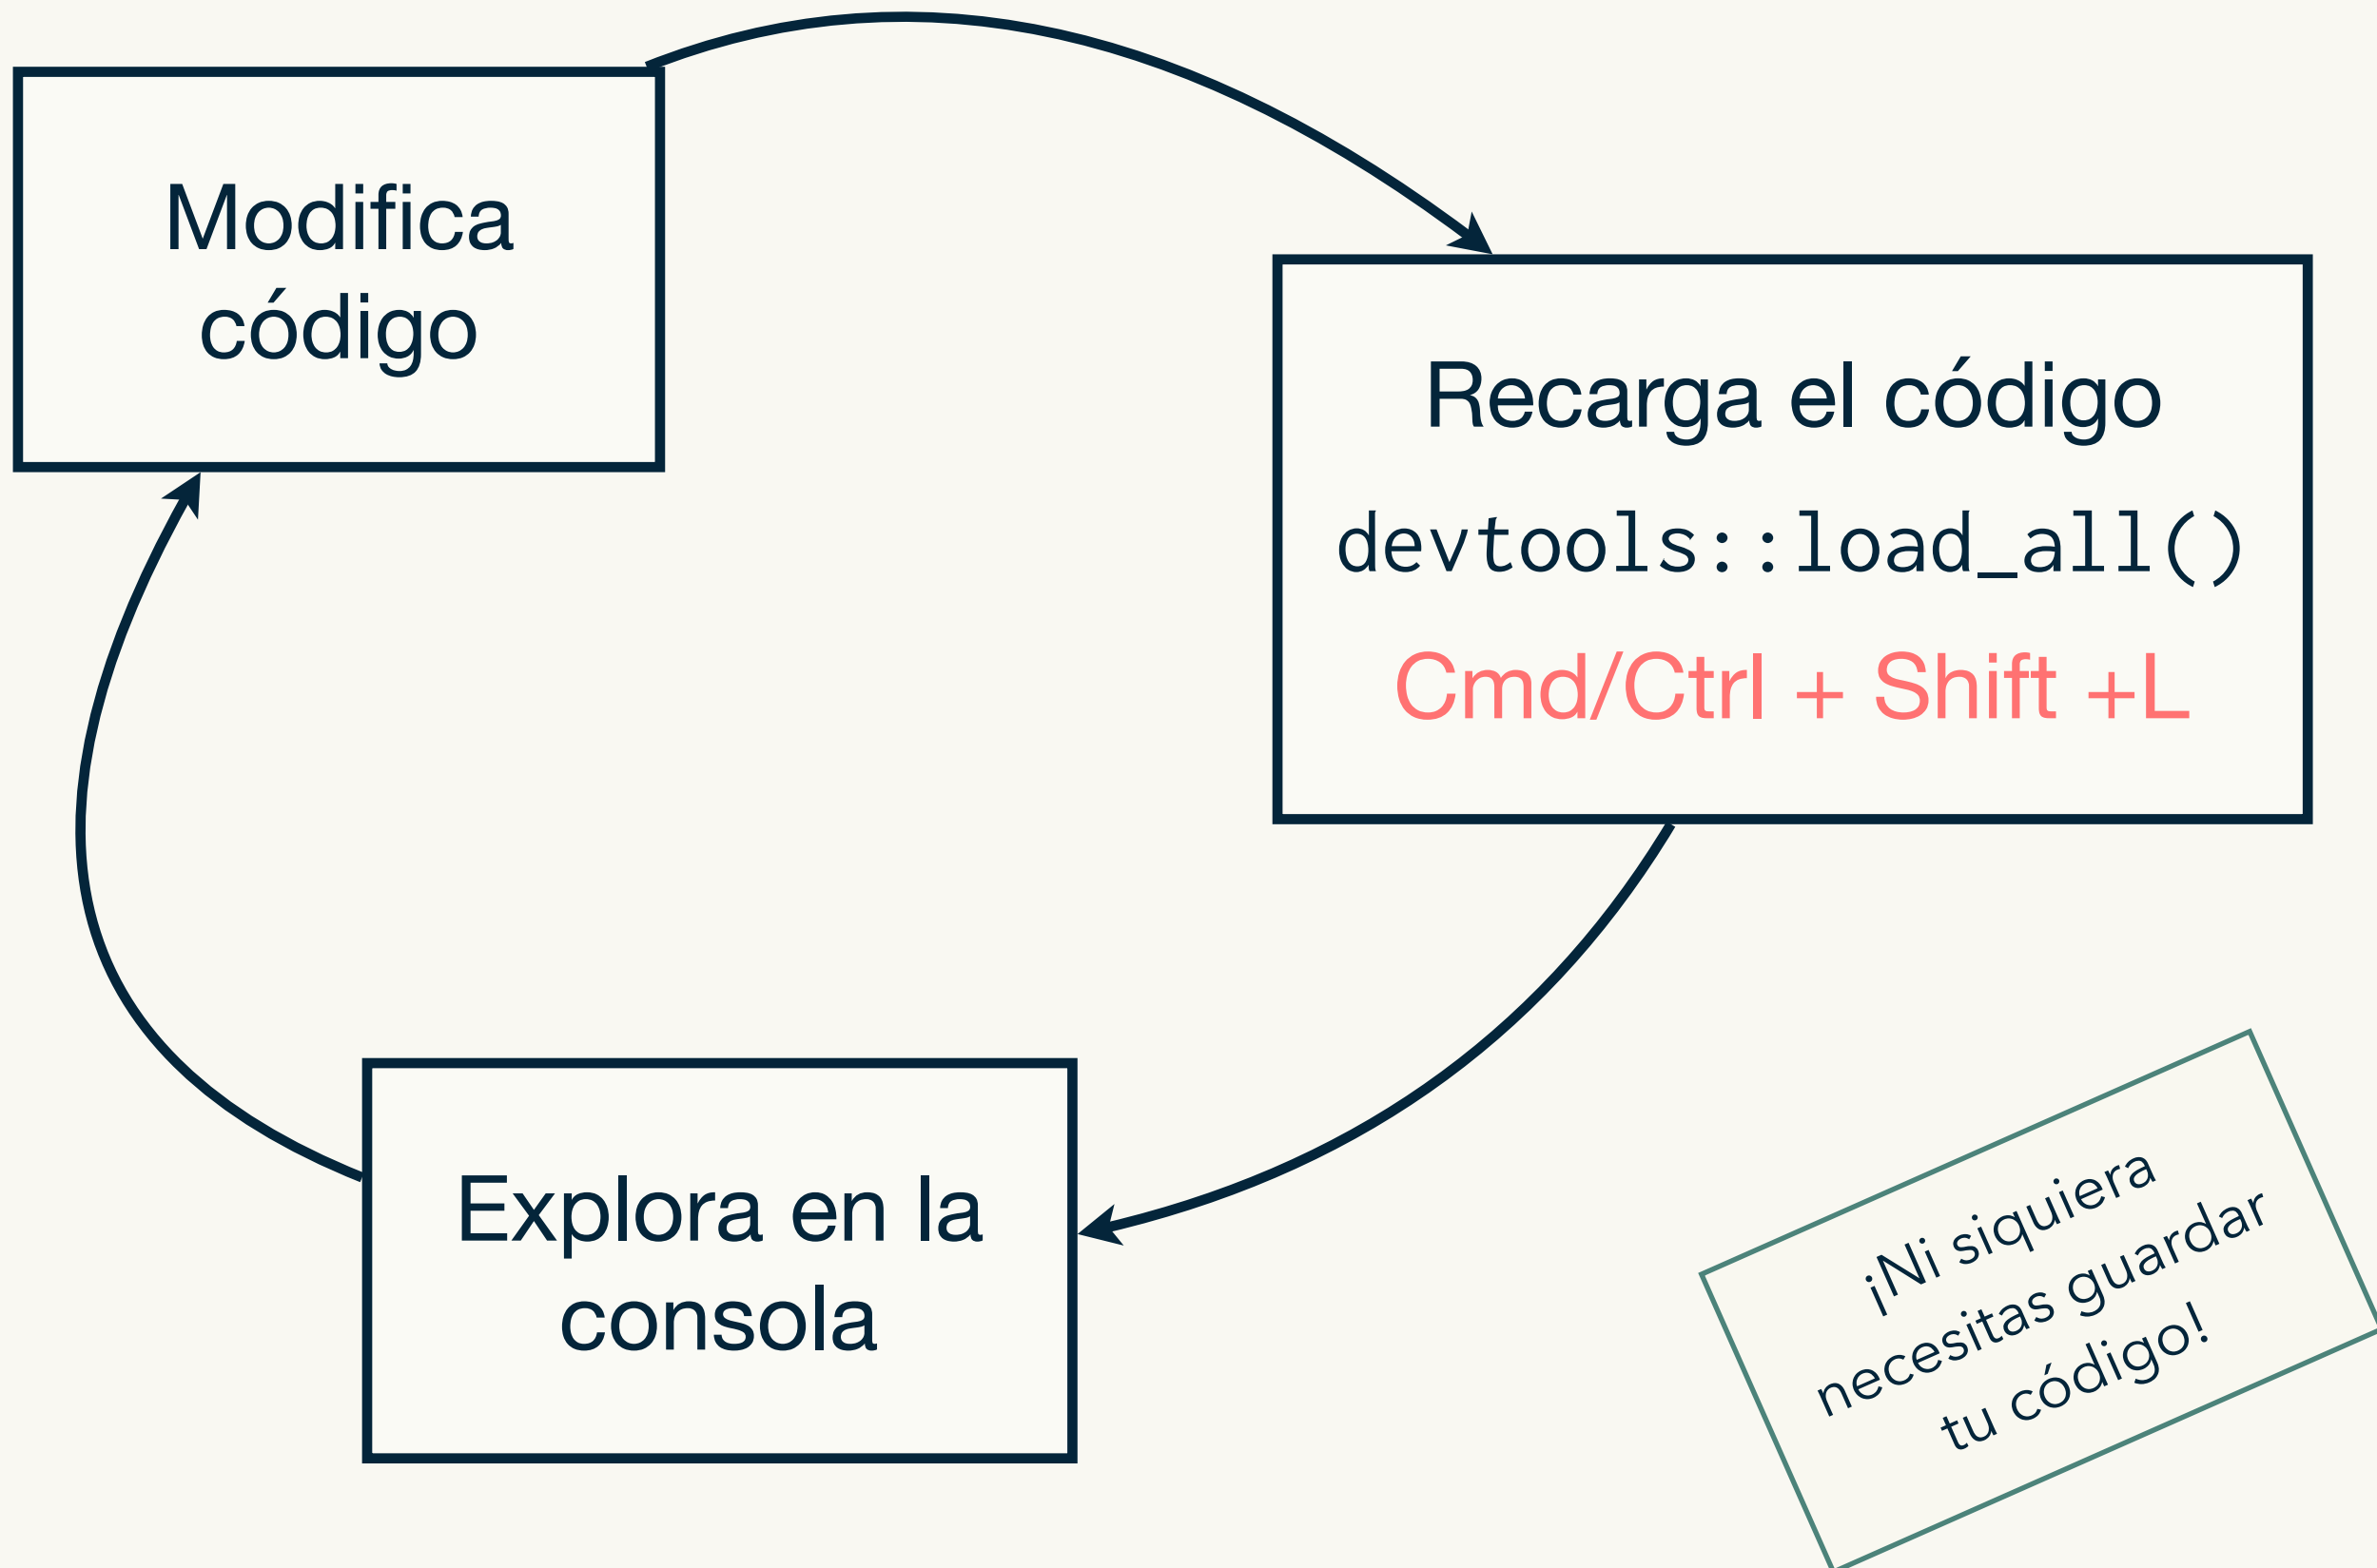 Modifica
código
Recarga el código
devtools::load_all()
Cmd/Ctrl + Shift +L
Explora en la
consola
¡Ni siquiera
necesitas guardar
tu código!